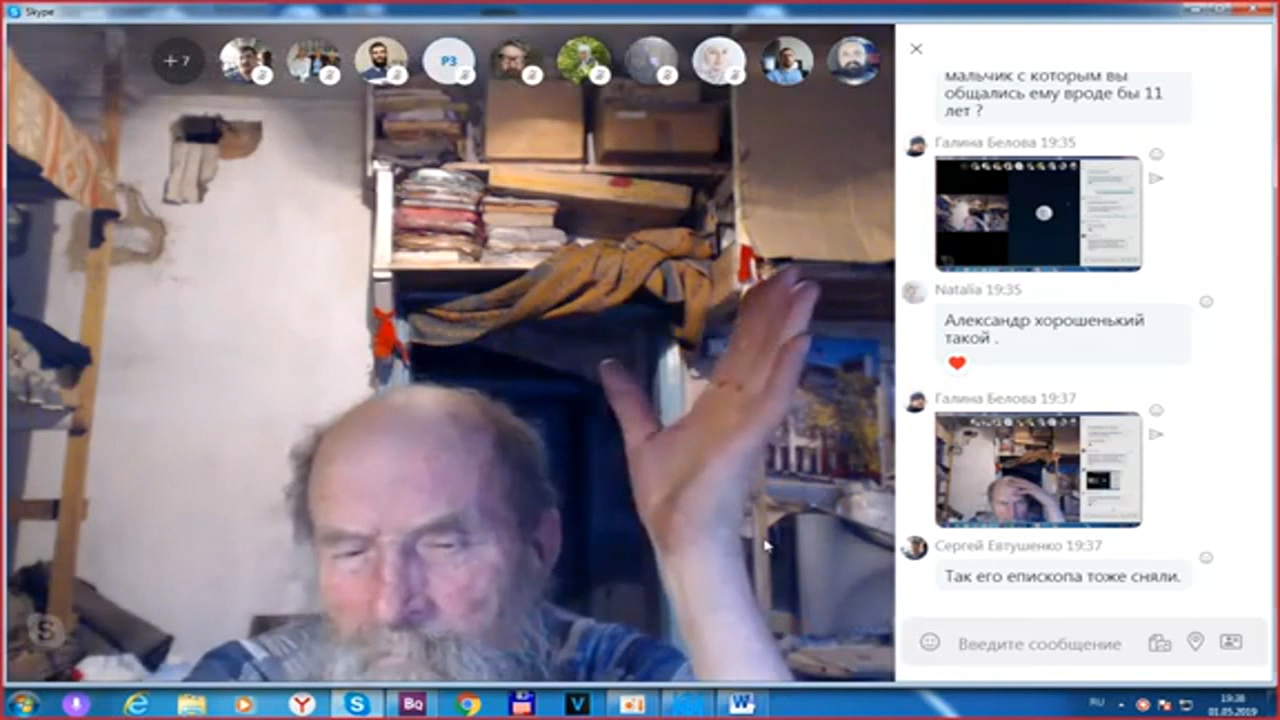 Skype
+7
РЗ
мальчик с которым вы
общались ему вроде бы 11
лет ?
Галина Белова 19:35
Natalia 19:35
Александр хорошенький
такой .
Галина Белова 19:37
Сергей Евтушенко 19:37
Так его епископа тоже сняли.
Введите сообщение
S
Bq
V
W
RU
19:38
01.05.2019